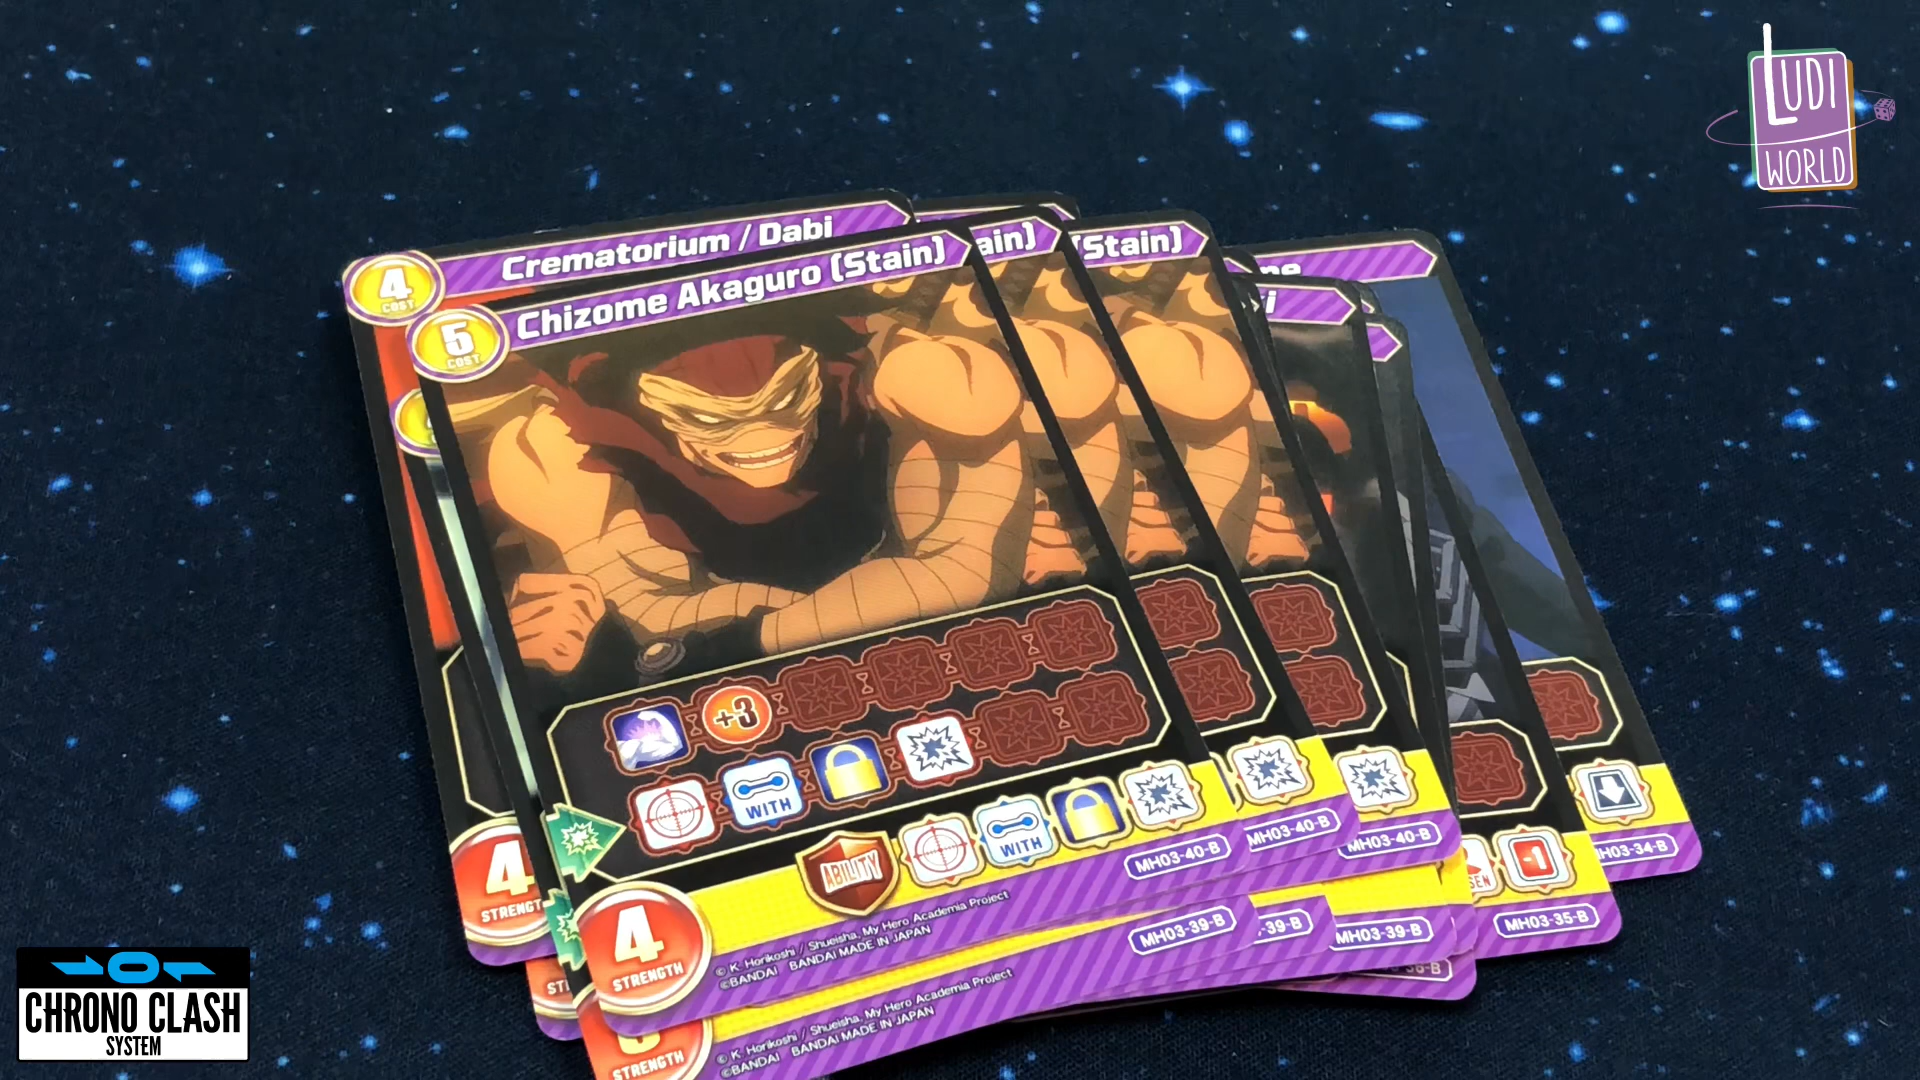 LUDI
WORLD
Crematorium / Dabi
4
COST
Chizome Akaguro (Stain)
5
COST
(Stain)
+3
WITH
ABILITY
WITH
MH03-40-B
MH03-40-B
MH03-40-B
MH03-34-B
-1
MH03-35-B
4
4
STRENGTH
© K. Horikoshi / Shueisha, My Hero Academia Project
©BANDAI BANDAI MADE IN JAPAN
MH03-39-B
-39-B
MH03-39-B
STRENGTH
© K. Horikoshi / Shueisha, My Hero Academia Project
©BANDAI BANDAI MADE IN JAPAN
CHRONO CLASH
SYSTEM